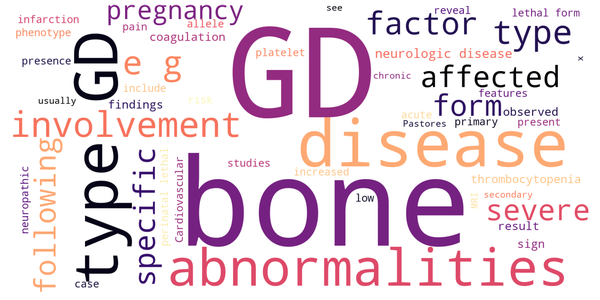 infarction
pregnancy
see
reveal
lethal form
phenotype
pain
allele
coagulation
factor
type
GD
GD
presence
e g
platelet
neurologic disease
x
include
chronic
affected
features
usually
findings
risk
form
observed
acute
Pastores
primary
present
involvement
disease
following
neuropathic
type
specific
perinatal lethal
Cardiovascular
studies
increased
thrombocytopenia
bone
low
secondary
severe
result
abnormalities
sign
case